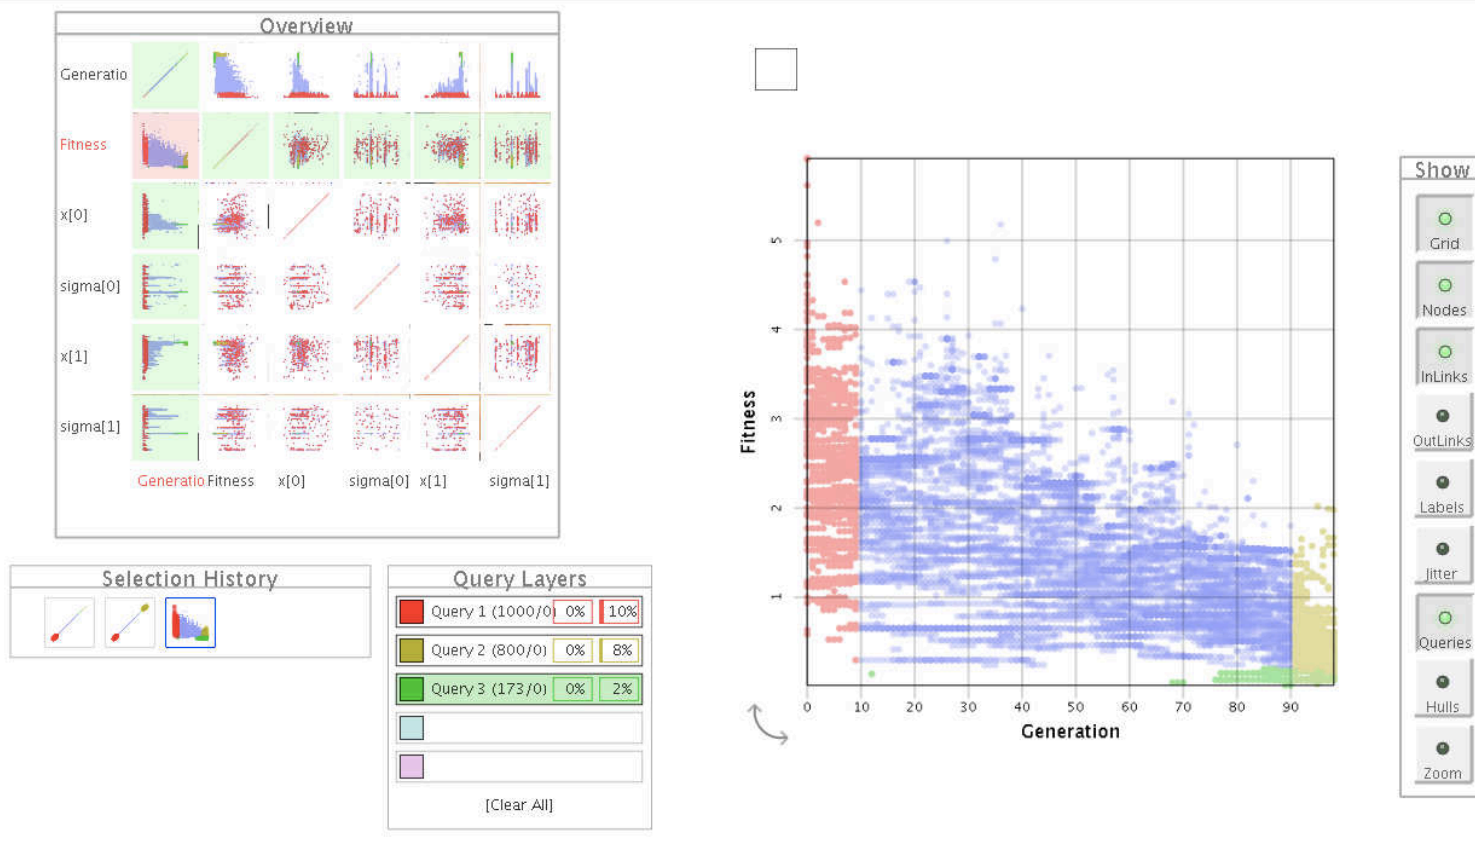 Overview
Generatio
Fitness
x[0]
sigma[0]
x[1]
sigma[1]
Generatio Fitness x[0] sigma[0] x[1] sigma[1]
Selection History
Query Layers
Query 1 (1000/0) 0% 10%
Query 2 (800/0) 0% 8%
Query 3 (173/0) 0% 2%
[Clear All]
Fitness
5
4
3
2
1
0 10 20 30 40 50 60 70 80 90
Generation
Show
Grid
Nodes
InLinks
OutLinks
Labels
Jitter
Queries
Hulls
Zoom